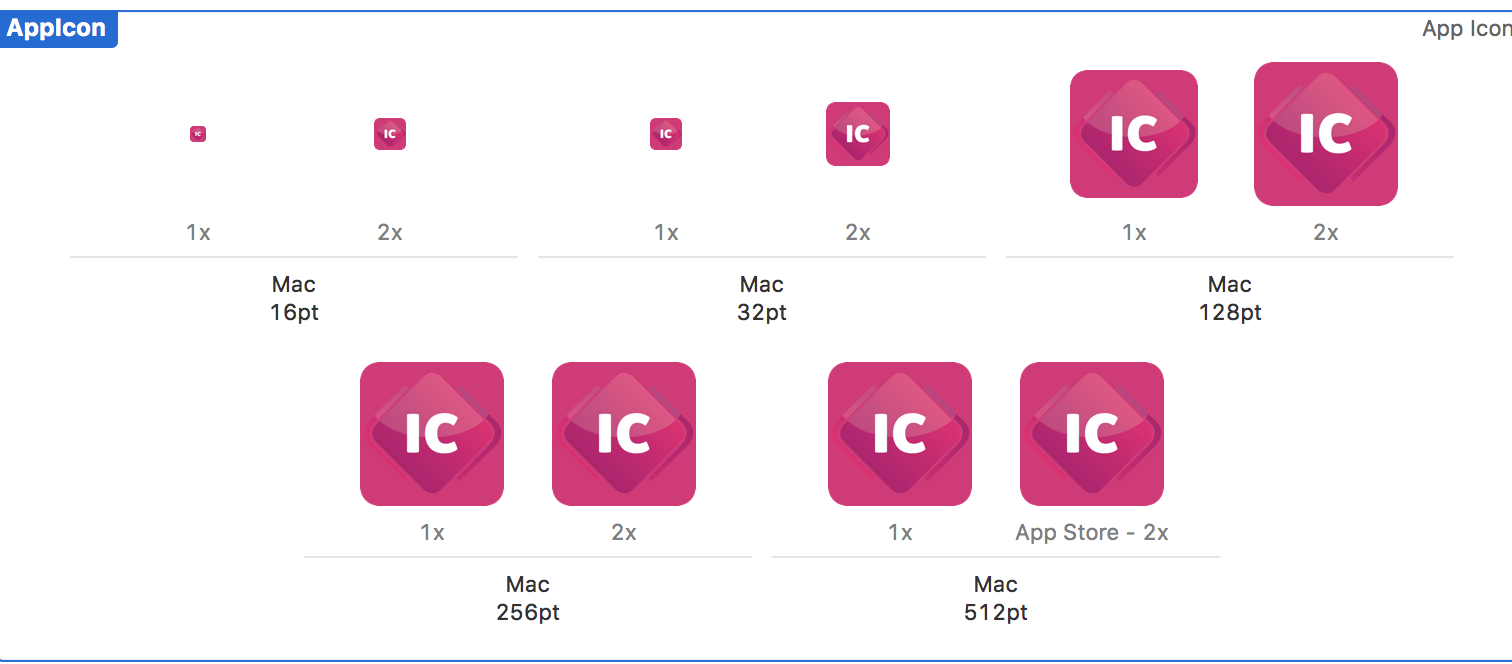 AppIcon
App Icon
IC
IC
IC
IC
IC
IC
1x
2x
1x
2x
1x
2x
Mac
16pt
Mac
32pt
Mac
128pt
IC
IC
IC
IC
1x
2x
1x
App Store - 2x
Mac
256pt
Mac
512pt